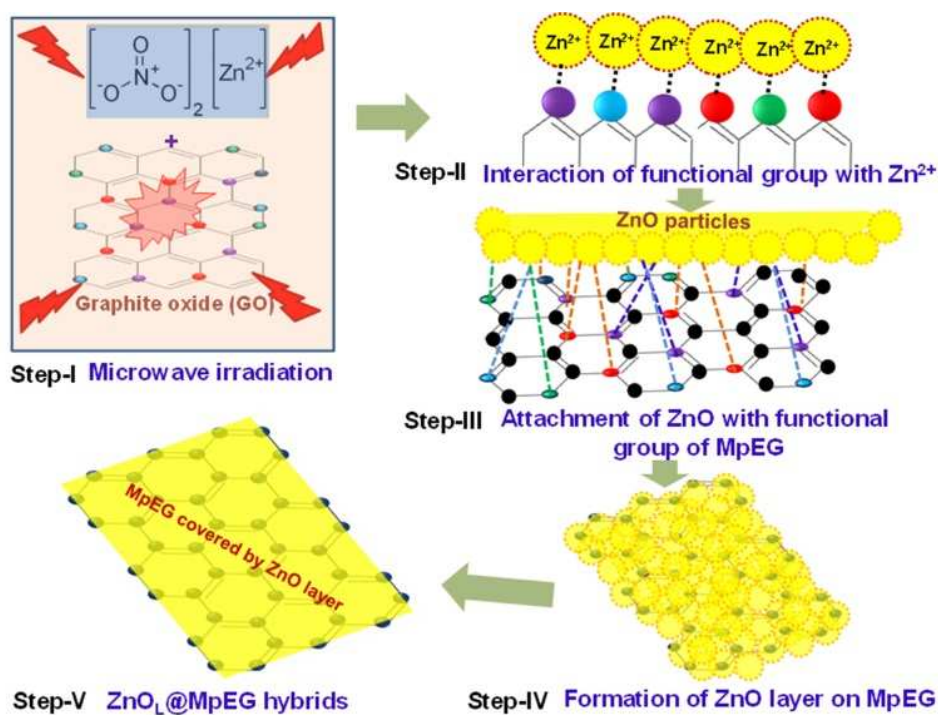 O
N+
-O O-
2
Zn2+
+
Graphite oxide (GO)
Step-I Microwave irradiation
Zn2+ Zn2+ Zn2+ Zn2+ Zn2+ Zn2+
Step-II Interaction of functional group with Zn2+
ZnO particles
Step-III Attachment of ZnO with functional
group of MpEG
Step-IV Formation of ZnO layer on MpEG
MpEG covered by ZnO layer
Step-V ZnOL@MpEG hybrids